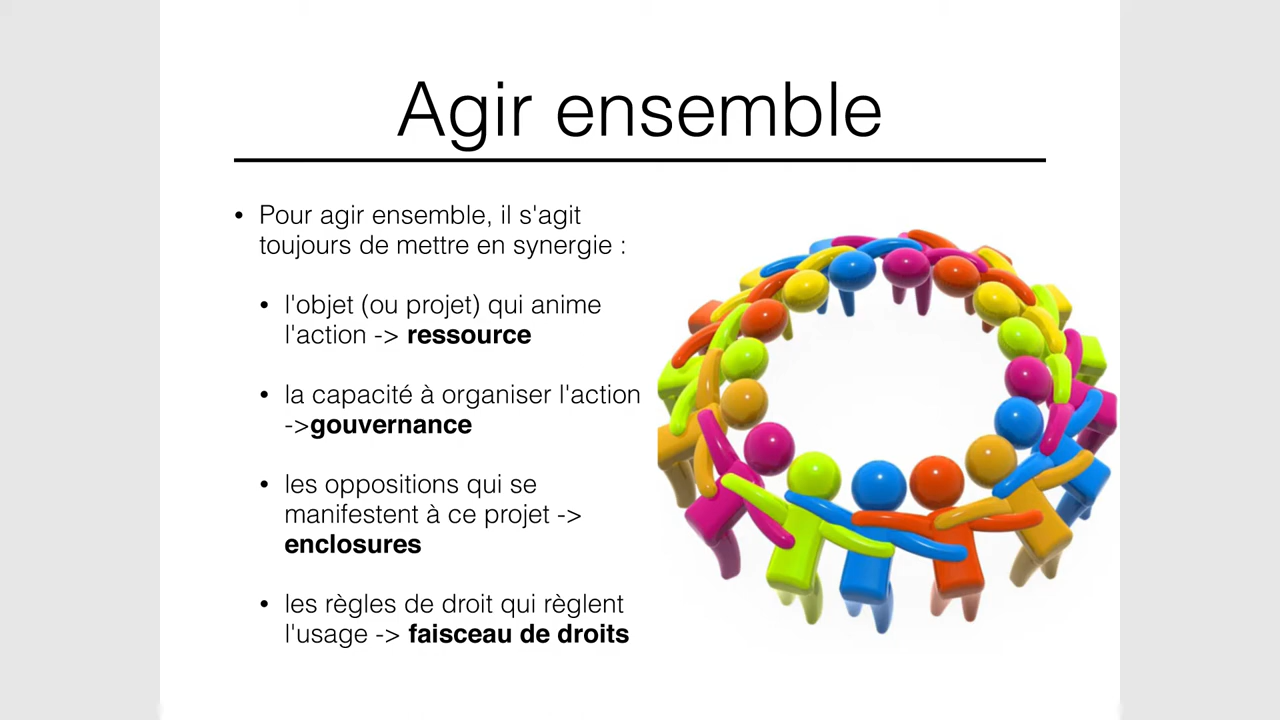 Agir ensemble
• Pour agir ensemble, il s'agit
toujours de mettre en synergie :
• l'objet (ou projet) qui anime
l'action -> ressource
• la capacité à organiser l'action
->gouvernance
• les oppositions qui se
manifestent à ce projet ->
enclosures
• les règles de droit qui règlent
l'usage -> faisceau de droits